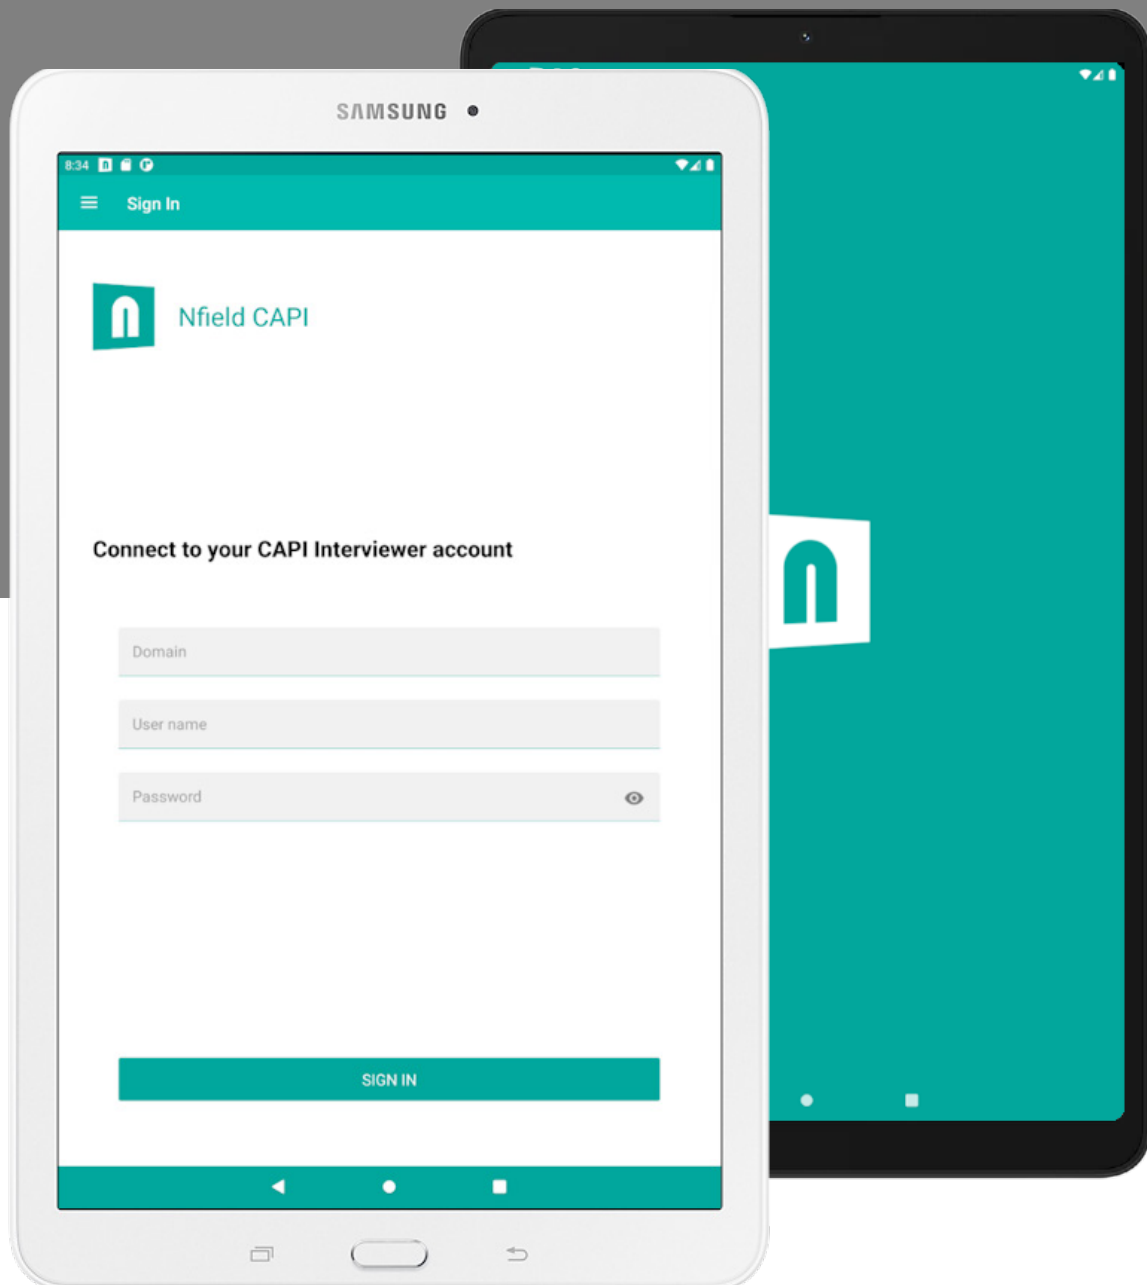 SAMSUNG
8:34
Sign In
Nfield CAPI
Connect to your CAPI Interviewer account
Domain
User name
Password
SIGN IN